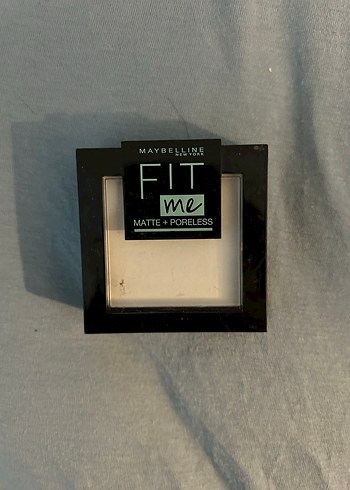 MAYBELLINE
NEW YORK
FIT
me
MATTE + PORELESS